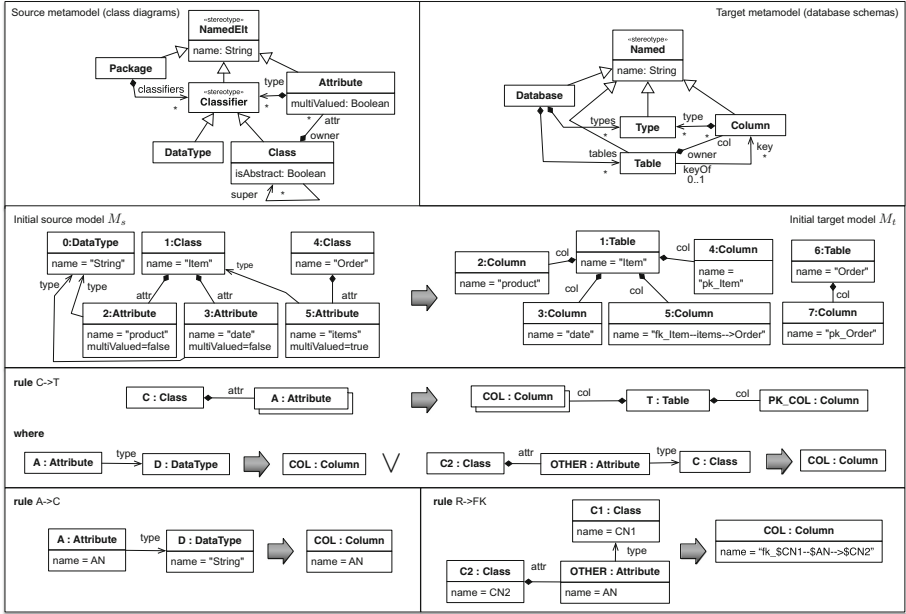 Source metamodel (class diagrams)
«stereotype»
NamedElt
name: String
Package
classifiers
*
«stereotype»
Classifier
type
*
Attribute
multiValued: Boolean
*
attr
owner
DataType
Class
isAbstract: Boolean
super
*
Target metamodel (database schemas)
«stereotype»
Named
name: String
Database
types
*
Type
type
*
*
Column
col
owner
key
*
tables
*
Table
keyOf
0..1
Initial source model Ms
0:DataType
name = "String"
1:Class
name = "Item"
4:Class
name = "Order"
type
type
type
attr
attr
attr
2:Attribute
name = "product"
multiValued=false
3:Attribute
name = "date"
multiValued=false
5:Attribute
name = "items"
multiValued=true
Initial target model Mt
1:Table
name = "Item"
2:Column
name = "product"
col
col
4:Column
name =
"pk_Item"
6:Table
name = "Order"
col
col
col
3:Column
name = "date"
5:Column
name = "fk_Item--items-->Order"
7:Column
name = "pk_Order"
rule C->T
C : Class
attr
A : Attribute
COL : Column
col
T : Table
col
PK_COL : Column
where
A : Attribute
type
D : DataType
COL : Column
C2 : Class
attr
OTHER : Attribute
type
C : Class
COL : Column
rule A->C
A : Attribute
name = AN
type
D : DataType
name = "String"
COL : Column
name = AN
rule R->FK
C1 : Class
name = CN1
type
C2 : Class
name = CN2
attr
OTHER : Attribute
name = AN
COL : Column
name = "fk_$CN1--$AN-->$CN2"